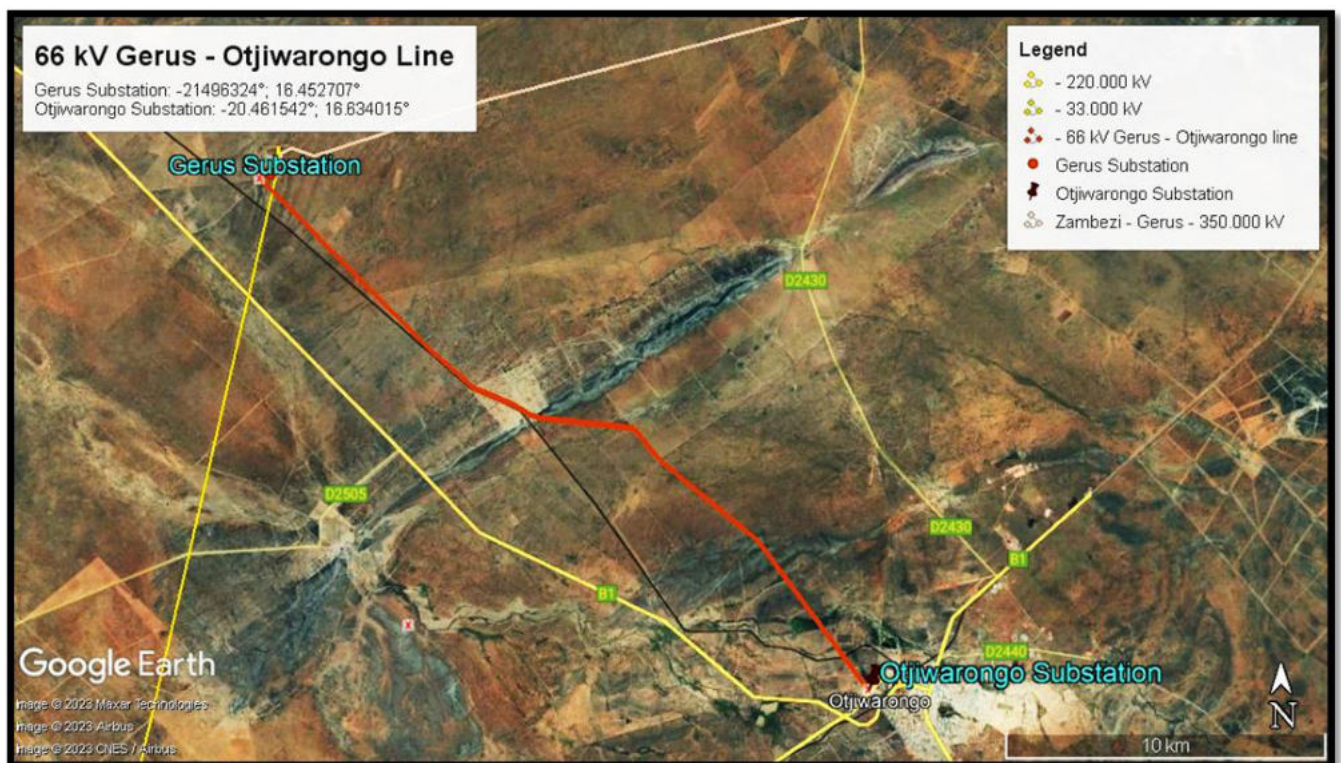 66 kV Gerus - Otjiwarongo Line
Gerus Substation: -21496324°; 16.452707°
Otjiwarongo Substation: -20.461542°; 16.634015°
Legend
- 220.000 kV
- 33.000 kV
- 66 kV Gerus - Otjiwarongo line
Gerus Substation
Otjiwarongo Substation
Zambezi - Gerus - 350.000 kV
Gerus Substation
D2430
D2505
D2430
B1
B1
D2440
Otjiwarongo Substation
Otjiwarongo
Google Earth
Image © 2023 Maxar Technologies
Image © 2023 Airbus
Image © 2023 CNES / Airbus
N
10 km